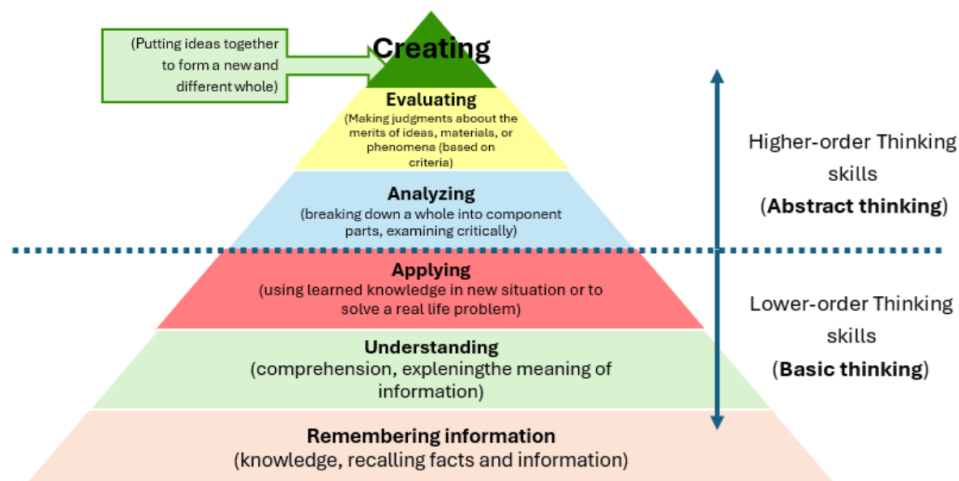 (Putting ideas together
to form a new and
different whole)
Creating
Evaluating
(Making judgments aboout the
merits of ideas, materials, or
phenomena (based on
criteria)
Analyzing
(breaking down a whole into component
parts, examining critically)
Applying
(using learned knowledge in new situation or to
solve a real life problem)
Understanding
(comprehension, expleningthe meaning of
information)
Remembering information
(knowledge, recalling facts and information)
Higher-order Thinking
skills
(Abstract thinking)
Lower-order Thinking
skills
(Basic thinking)